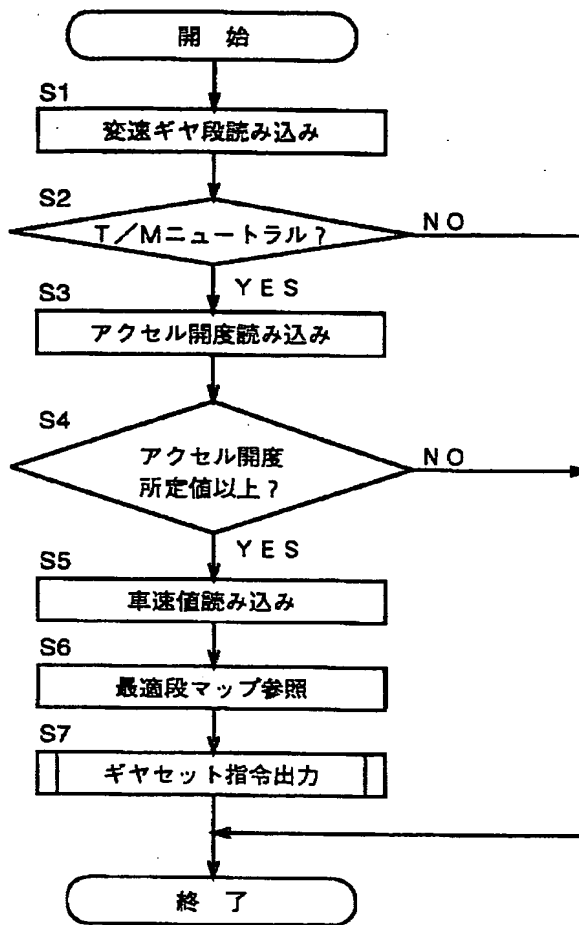 開 始
S1
変速ギヤ段読み込み
S2
T/Mニュートラル?
NO
YES
S3
アクセル開度読み込み
S4
アクセル開度
所定値以上?
NO
YES
S5
車速値読み込み
S6
最適段マップ参照
S7
ギヤセット指令出力
終 了